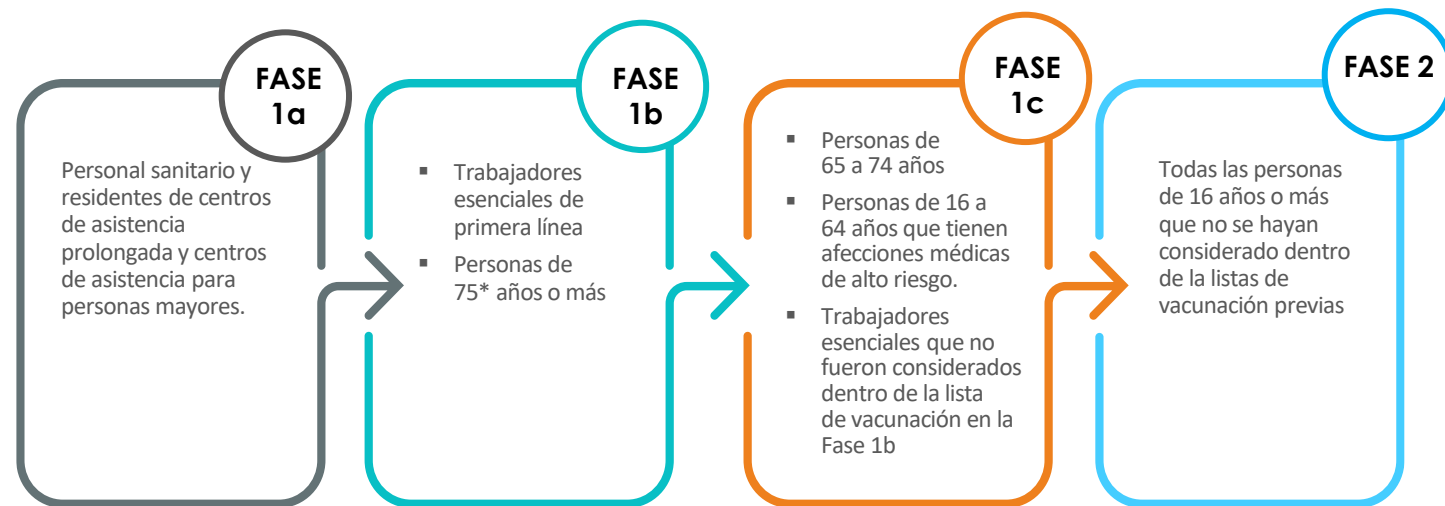 FASE
1a
Personal sanitario y
residentes de centros
de asistencia
prolongada y centros
de asistencia para
personas mayores.
FASE
1b
▪ Trabajadores
esenciales de
primera línea
▪ Personas de
75* años o más
FASE
1c
▪ Personas de
65 a 74 años
▪ Personas de 16 a
64 años que tienen
afecciones médicas
de alto riesgo.
▪ Trabajadores
esenciales que no
fueron considerados
dentro de la lista
de vacunación en la
Fase 1b
FASE 2
Todas las personas
de 16 años o más
que no se hayan
considerado dentro
de la listas de
vacunación previas